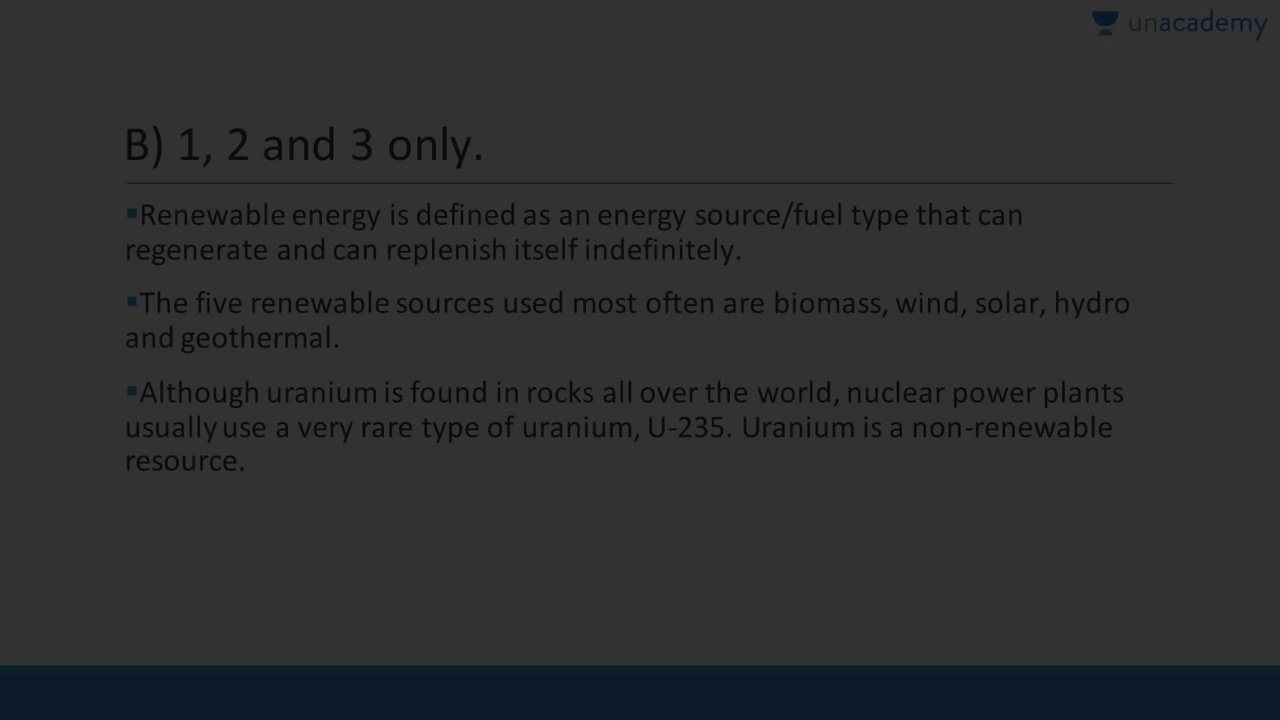 unacademy
B) 1, 2 and 3 only.
▪Renewable energy is defined as an energy source/fuel type that can
regenerate and can replenish itself indefinitely.
▪The five renewable sources used most often are biomass, wind, solar, hydro
and geothermal.
▪Although uranium is found in rocks all over the world, nuclear power plants
usually use a very rare type of uranium, U-235. Uranium is a non-renewable
resource.